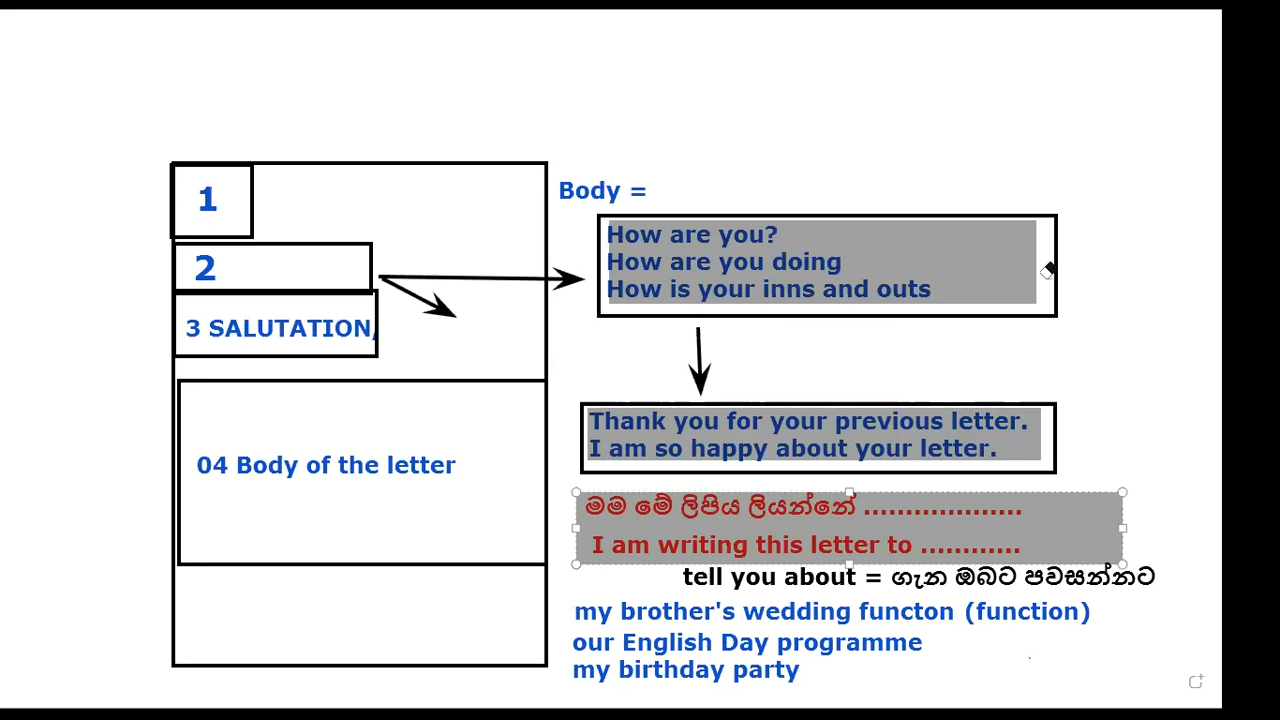 1
2
3 SALUTATION,
04 Body of the letter
Body =
How are you?
How are you doing
How is your inns and outs
Thank you for your previous letter.
I am so happy about your letter.
මම මේ ලිපිය ලියන්නේ ...................
I am writing this letter to ............
tell you about = ගැන ඔබට පවසන්නට
my brother's wedding functon (function)
our English Day programme
my birthday party